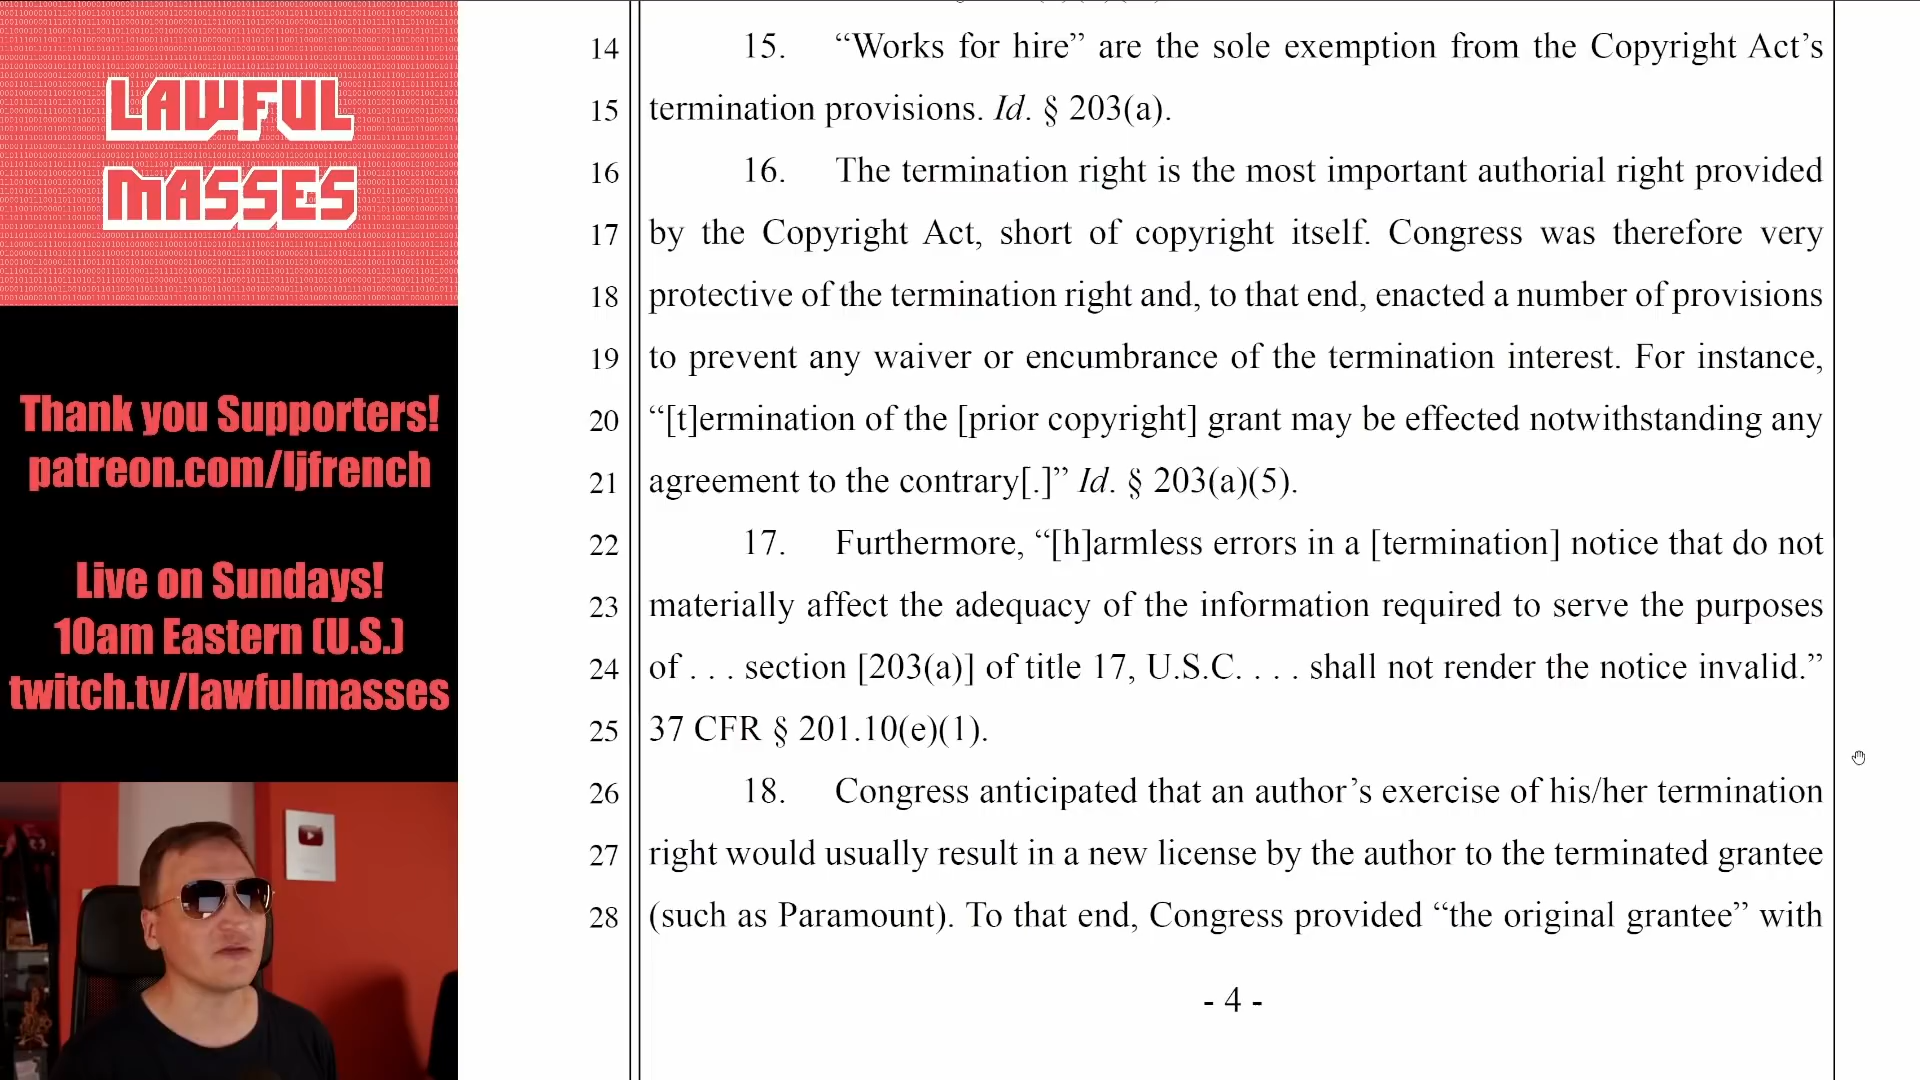 LAWFUL
MASSES
Thank you Supporters!
patreon.com/ljfrench
Live on Sundays!
10am Eastern (U.S.)
twitch.tv/lawfulmasses
14 15. “Works for hire” are the sole exemption from the Copyright Act’s
15 termination provisions. Id. § 203(a).
16 16. The termination right is the most important authorial right provided
17 by the Copyright Act, short of copyright itself. Congress was therefore very
18 protective of the termination right and, to that end, enacted a number of provisions
19 to prevent any waiver or encumbrance of the termination interest. For instance,
20 “[t]ermination of the [prior copyright] grant may be effected notwithstanding any
21 agreement to the contrary[.]” Id. § 203(a)(5).
22 17. Furthermore, “[h]armless errors in a [termination] notice that do not
23 materially affect the adequacy of the information required to serve the purposes
24 of . . . section [203(a)] of title 17, U.S.C. . . . shall not render the notice invalid.”
25 37 CFR § 201.10(e)(1).
26 18. Congress anticipated that an author’s exercise of his/her termination
27 right would usually result in a new license by the author to the terminated grantee
28 (such as Paramount). To that end, Congress provided “the original grantee” with
- 4 -